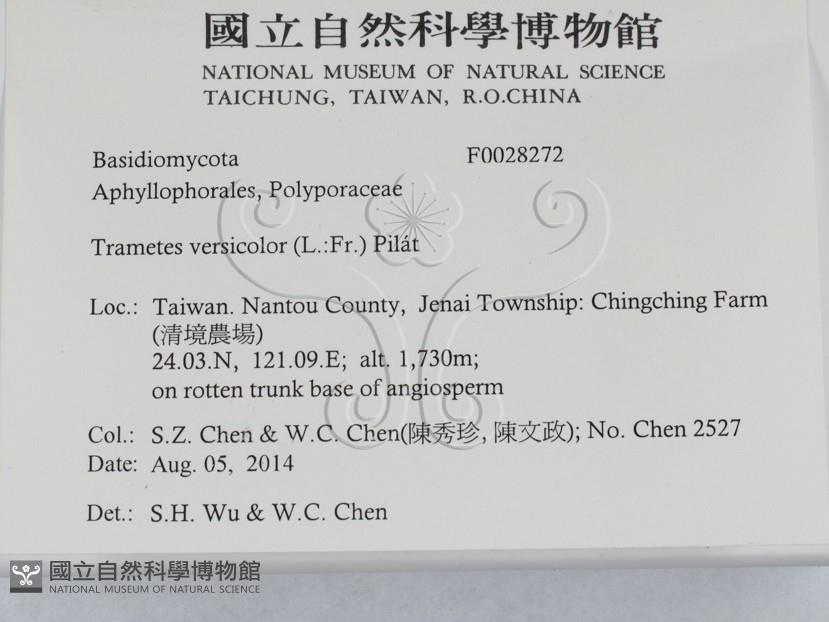 國立自然科學博物館
NATIONAL MUSEUM OF NATURAL SCIENCE
TAICHUNG, TAIWAN, R.O.CHINA
Basidiomycota F0028272
Aphyllophorales, Polyporaceae
Trametes versicolor (L.:Fr.) Pilát
Loc.: Taiwan. Nantou County, Jenai Township: Chingching Farm
(清境農場)
24.03.N, 121.09.E; alt. 1,730m;
on rotten trunk base of angiosperm
Col.: S.Z. Chen & W.C. Chen(陳秀珍, 陳文政); No. Chen 2527
Date: Aug. 05, 2014
Det.: S.H. Wu & W.C. Chen
國立自然科學博物館
NATIONAL MUSEUM OF NATURAL SCIENCE